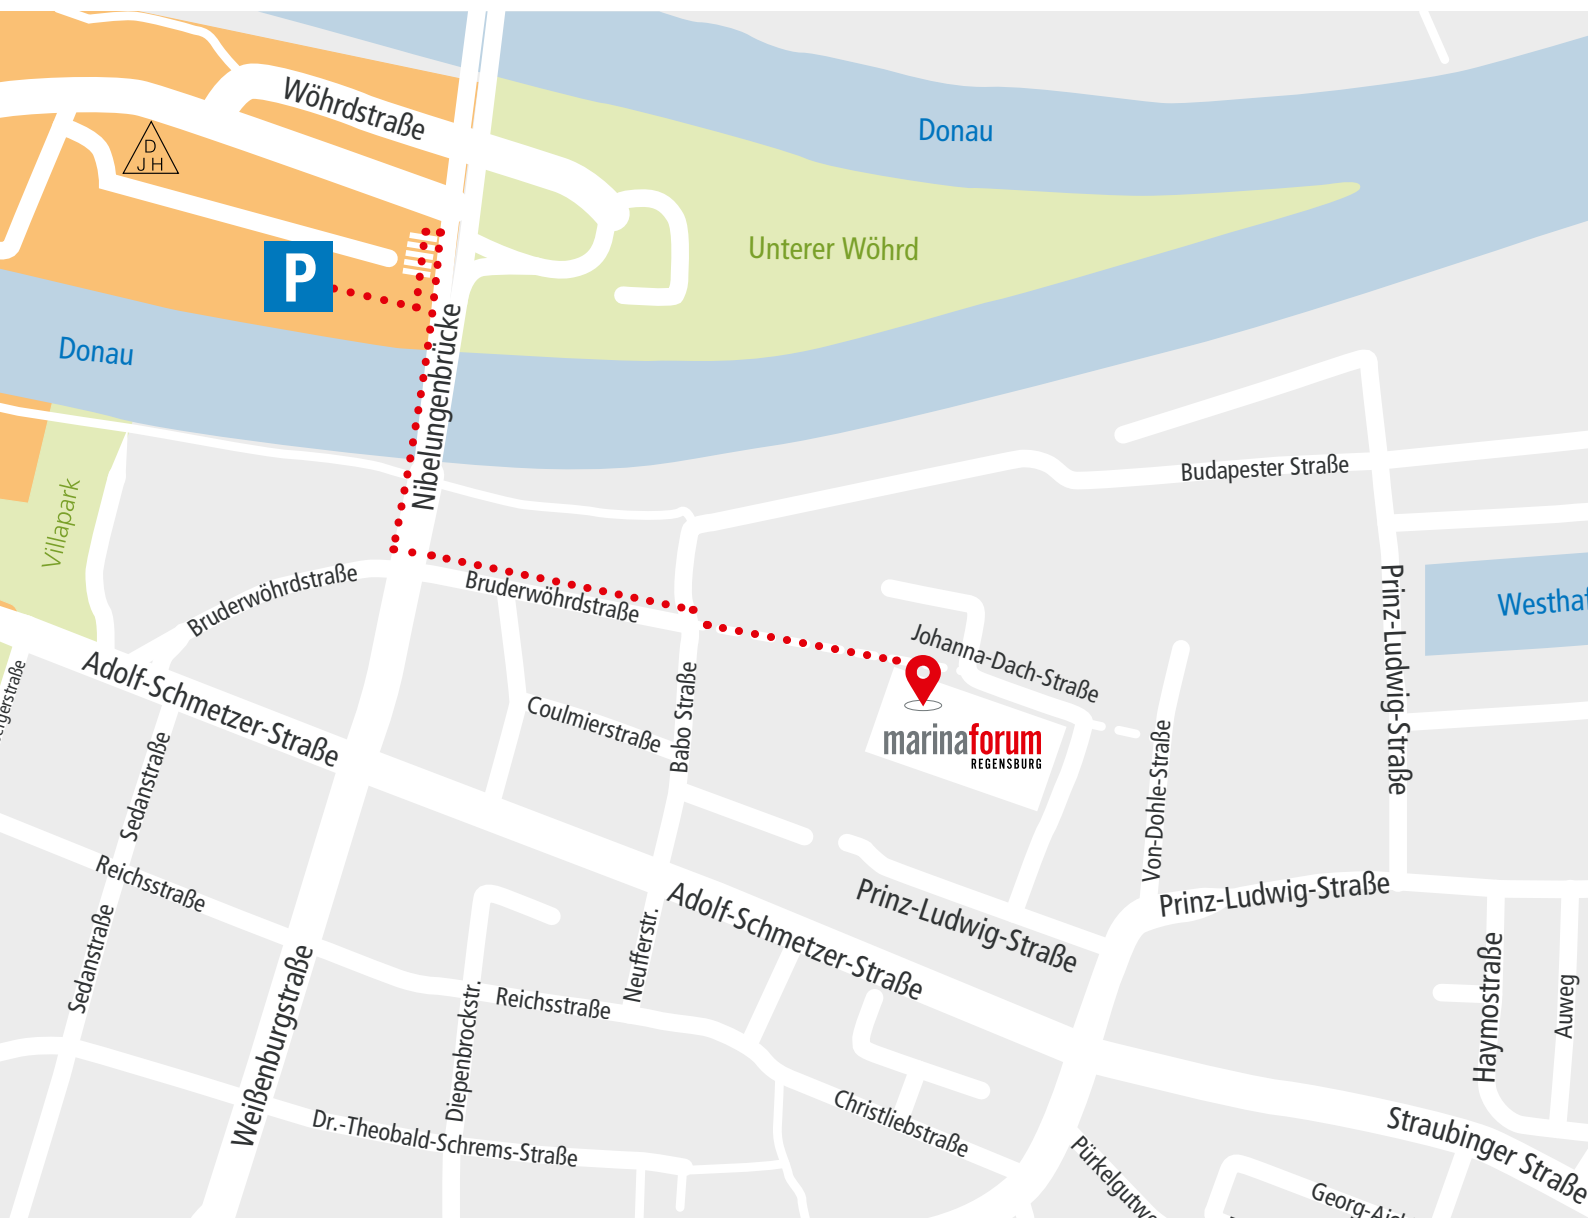 Wöhrdstraße
Donau
D
J H
Unterer Wöhrd
P
Donau
Nibelungenbrücke
Budapester Straße
Villapark
Bruderwöhrdstraße
Bruderwöhrdstraße
Prinz-Ludwig-Straße
Johanna-Dach-Straße
Adolf-Schmetzer-Straße
Coulmierstraße
Babo Straße
marinaforum
REGENSBURG
Von-Dohle-Straße
Sedanstraße
Reichsstraße
Prinz-Ludwig-Straße
Prinz-Ludwig-Straße
Adolf-Schmetzer-Straße
Neufferstr.
Sedanstraße
Weißenburgstraße
Reichsstraße
Diepenbrockstr.
Haymostraße
Auweg
Christliebstraße
Dr.-Theobald-Schrems-Straße
Straubinger Straße